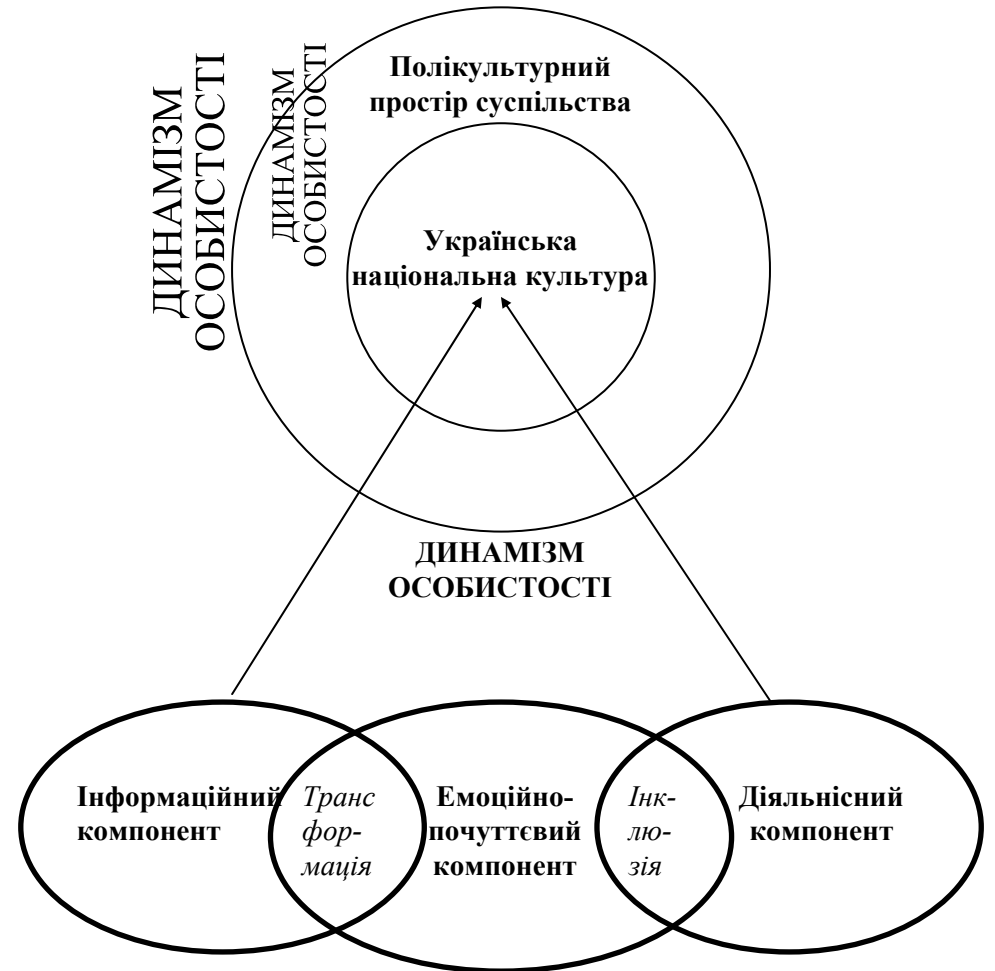 ДИНАМІЗМ
ОСОБИСТОСТІ
ДИНАМІЗМ
ОСОБИСТОСТІ
Полікультурний
простір суспільства
Українська
національна культура
ДИНАМІЗМ
ОСОБИСТОСТІ
Інформаційний
компонент
Транс
фор-
мація
Емоційно-
почуттєвий
компонент
Інк-
лю-
зія
Діяльнісний
компонент